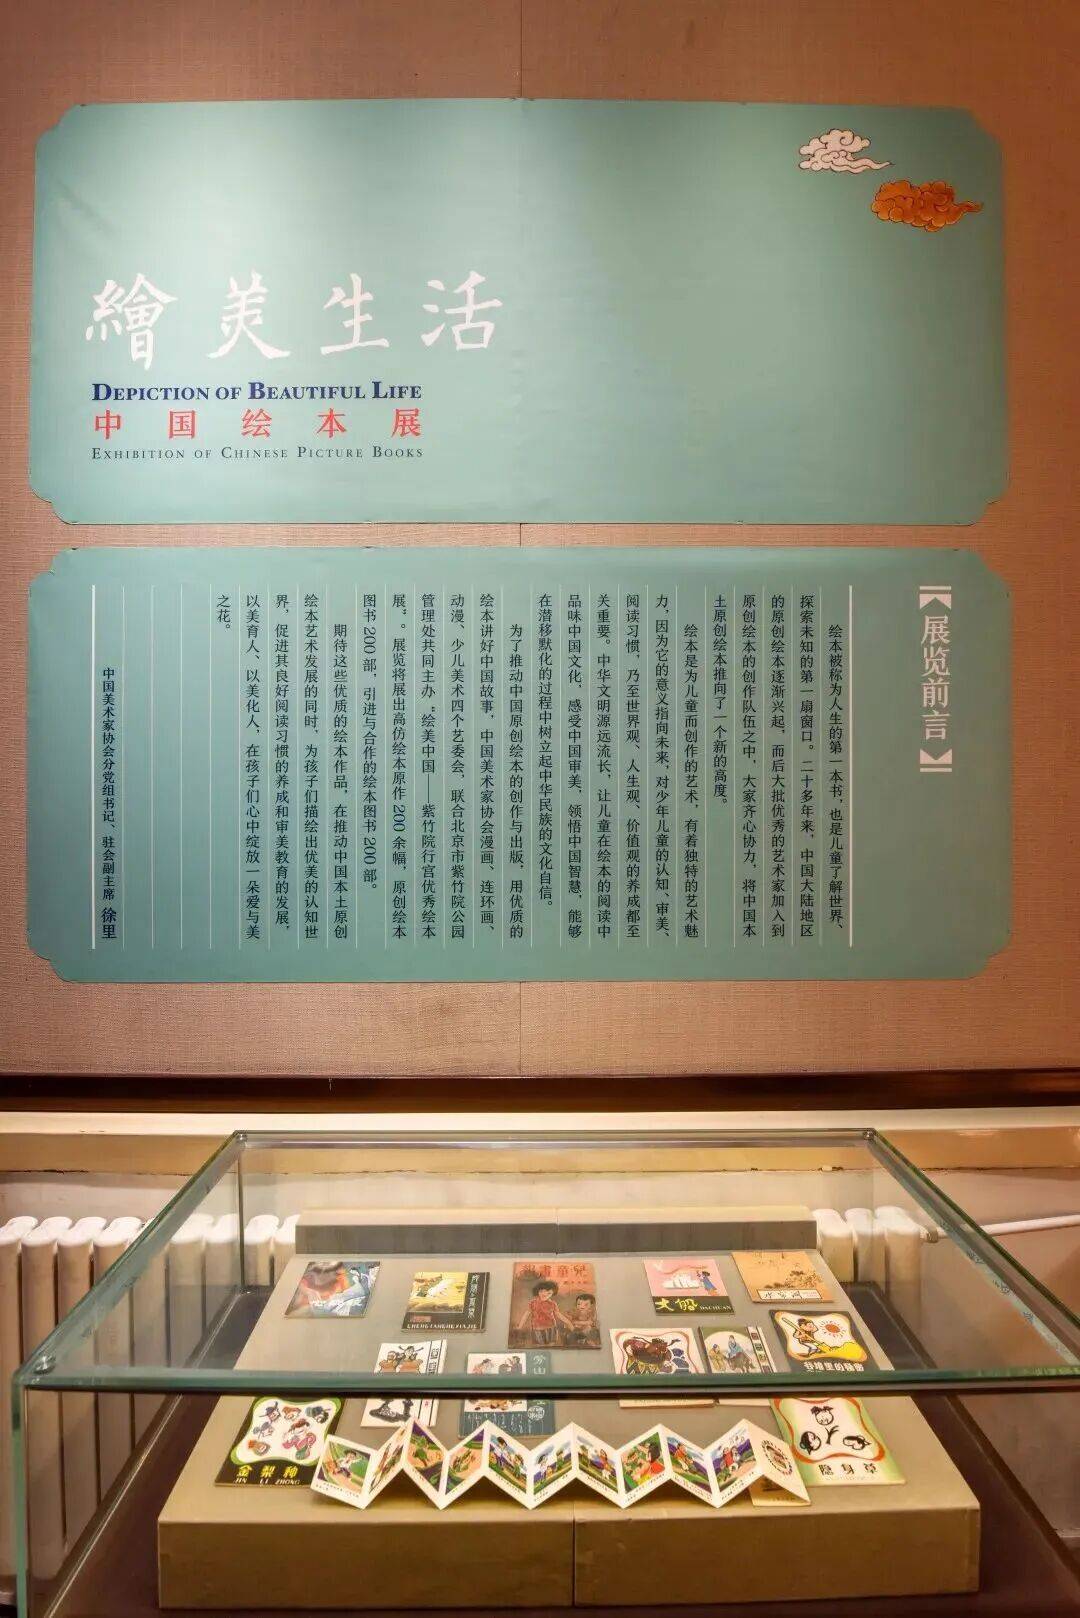 繪美生活
DEPICTION OF BEAUTIFUL LIFE
中国绘本展
EXHIBITION OF CHINESE PICTURE BOOKS
【展览前言】
绘本被称为人生的第一本书，也是儿童了解世界、
探索未知的第一扇窗口。二十多年来，中国大陆地区
的原创绘本逐渐兴起，而后大批优秀的艺术家加入到
原创绘本的创作队伍之中，大家齐心协力，将中国本
土原创绘本推向了一个新的高度。
绘本是为儿童而创作的艺术，有着独特的艺术魅
力，因为它的意义指向未来，对少年儿童的认知、审美、
阅读习惯，乃至世界观、人生观、价值观的养成都至
关重要。中华文明源远流长，让儿童在绘本的阅读中
品味中国文化，感受中国审美，领悟中国智慧，能够
在潜移默化的过程中树立起中华民族的文化自信。
为了推动中国原创绘本的创作与出版，用优质的
绘本讲好中国故事，中国美术家协会漫画、连环画、
动漫、少儿美术四个艺委会，联合北京市紫竹院公园
管理处共同主办“绘美中国——紫竹院行宫优秀绘本
展”。展览将展出高仿绘本原作200余幅，原创绘本
图书200部，引进与合作的绘本图书200部。
期待这些优质的绘本作品，在推动中国本土原创
绘本艺术发展的同时，为孩子们描绘出优美的认知世
界，促进其良好阅读习惯的养成和审美教育的发展，
以美育人、以美化人，在孩子们心中绽放一朵爱与美
之花。
中国美术家协会分党组书记、驻会副主席 徐里
兒童畫報
大船
DACHUAN
金梨种
JIN LI ZHONG
隐身草